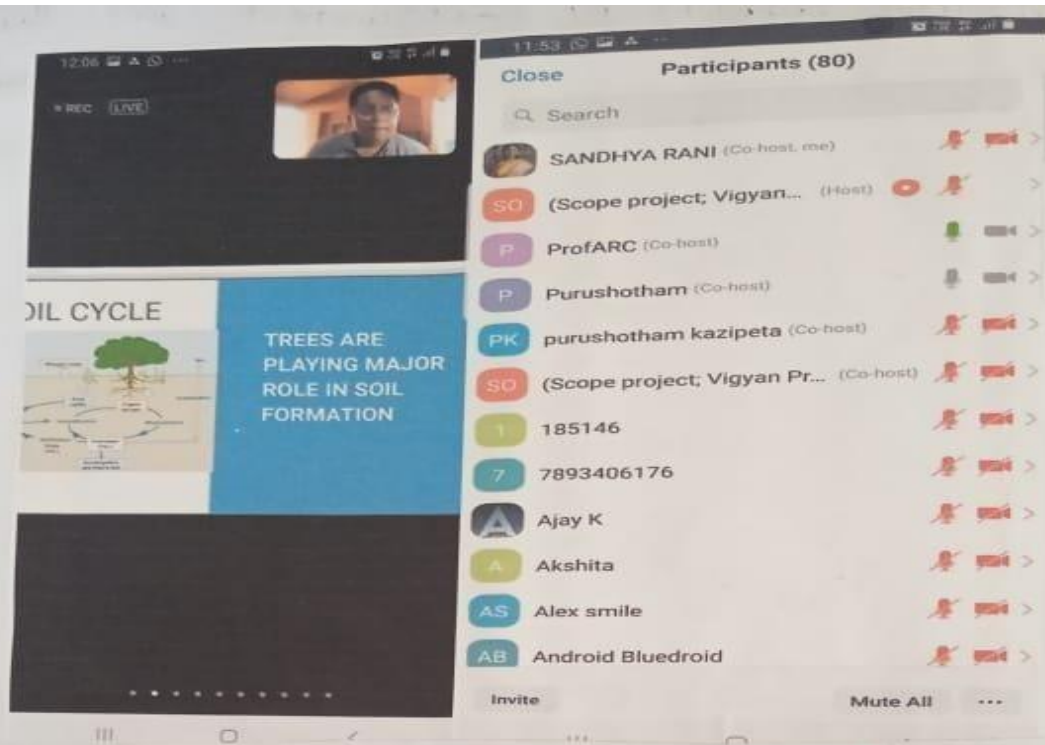 12:06
REC LIVE
OIL CYCLE
TREES ARE
PLAYING MAJOR
ROLE IN SOIL
FORMATION
11:53
Close Participants (80)
Search
SANDHYA RANI (Co-host, me)
SO (Scope project; Vigyan... (Host)
P ProfARC (Co-host)
P Purushotham (Co-host)
PK purushotham kazipeta (Co-host)
SO (Scope project; Vigyan Pr... (Co-host)
1 185146
7 7893406176
Ajay K
A Akshita
AS Alex smile
AB Android Bluedroid
Invite Mute All ...